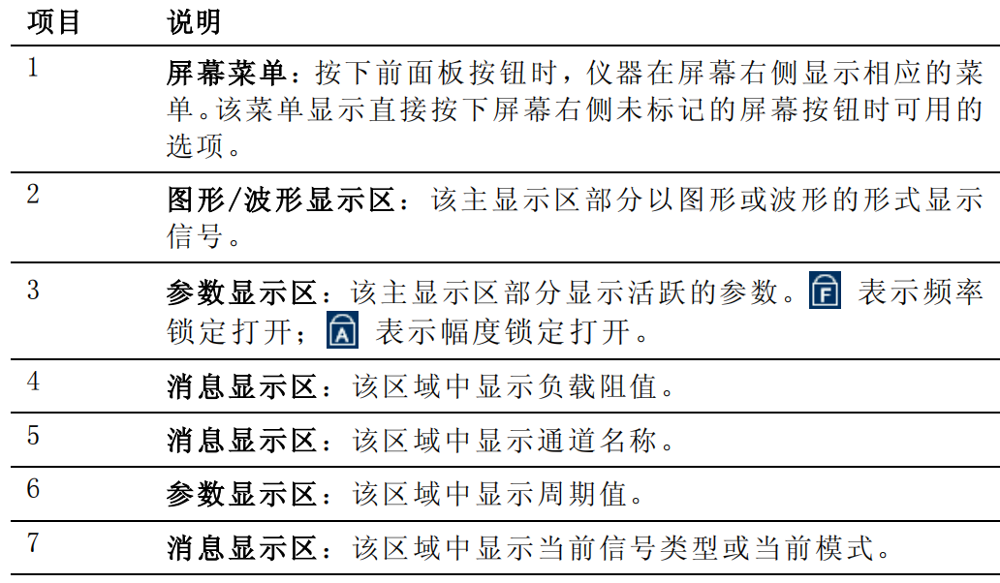 项目 说明
1 屏幕菜单：按下前面板按钮时，仪器在屏幕右侧显示相应的菜
单。该菜单显示直接按下屏幕右侧未标记的屏幕按钮时可用的
选项。
2 图形/波形显示区：该主显示区部分以图形或波形的形式显示
信号。
3 参数显示区：该主显示区部分显示活跃的参数。F 表示频率
锁定打开；A 表示幅度锁定打开。
4 消息显示区：该区域中显示负载阻值。
5 消息显示区：该区域中显示通道名称。
6 参数显示区：该区域中显示周期值。
7 消息显示区：该区域中显示当前信号类型或当前模式。